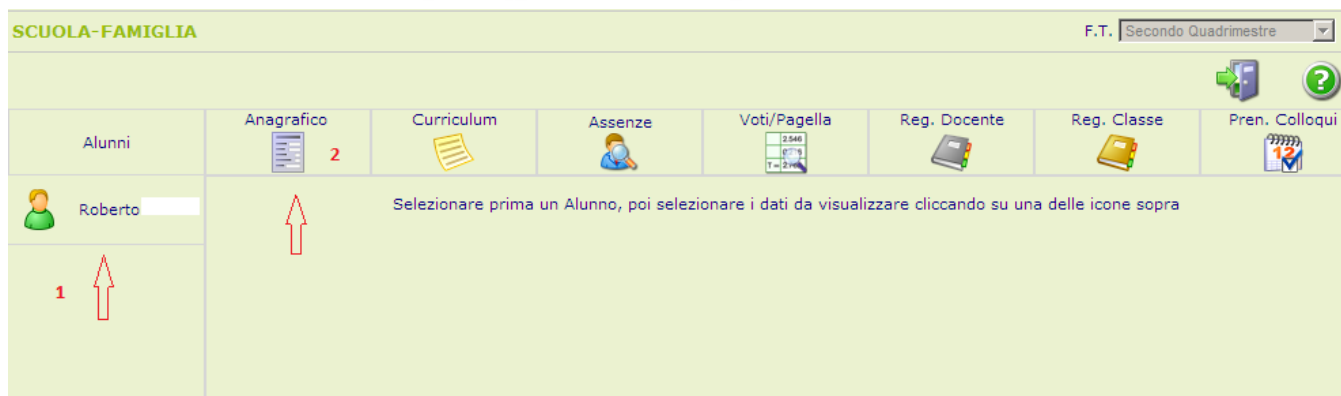 SCUOLA-FAMIGLIA
F.T. Secondo Quadrimestre
Alunni
Anagrafico
Curriculum
Assenze
Voti/Pagella
Reg. Docente
Reg. Classe
Pren. Colloqui
2
12
Roberto
Selezionare prima un Alunno, poi selezionare i dati da visualizzare cliccando su una delle icone sopra
1